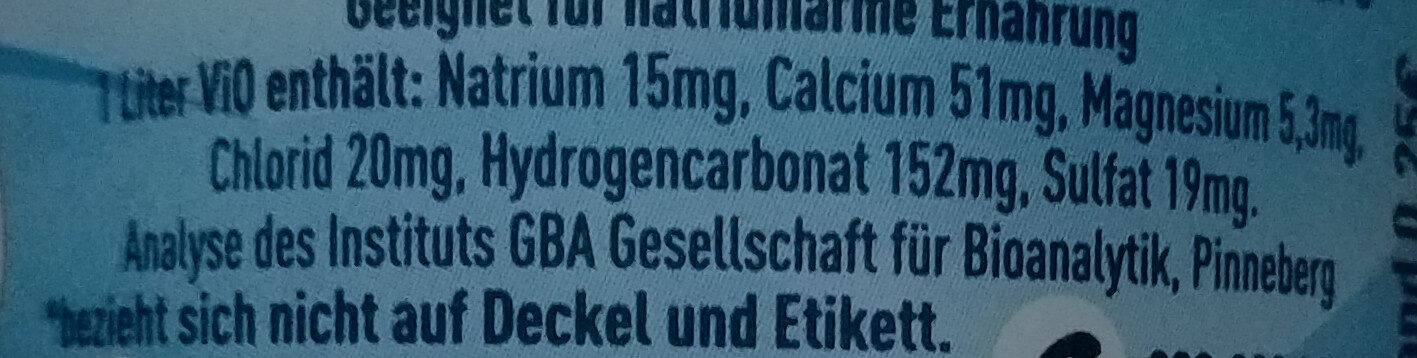 Geeignet für natriumarme Ernährung
1 Liter ViO enthält: Natrium 15mg, Calcium 51mg, Magnesium 5,3mg,
Chlorid 20mg, Hydrogencarbonat 152mg, Sulfat 19mg.
Analyse des Instituts GBA Gesellschaft für Bioanalytik, Pinneberg
*bezieht sich nicht auf Deckel und Etikett.